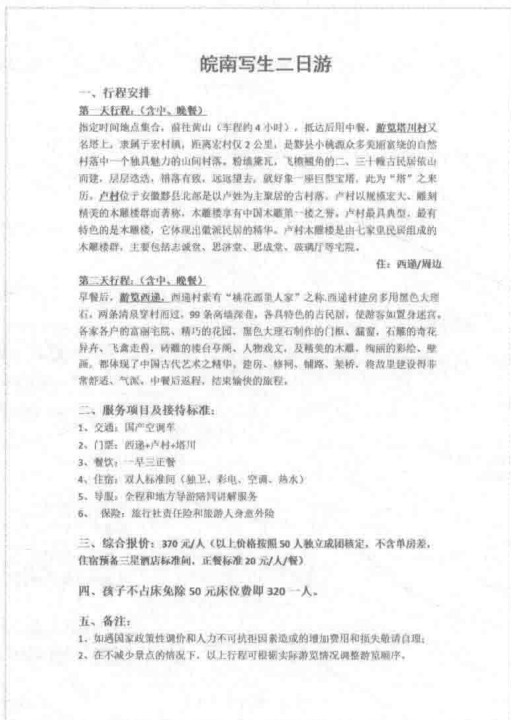 皖南写生二日游
一、行程安排
第一天行程：（含中、晚餐）
指定时间地点集合，前往黄山（车程约 4 小时），抵达后用中餐，游览塔川村又
名塔上，隶属于宏村镇，距离宏村仅 2 公里，是黟县小桃源众多美丽富饶的自然
村落中一个独具魅力的山间村落。粉墙黛瓦，飞檐翘角的二、三十幢古民居依山
而建，层层迭迭，错落有致。远远望去，就好象一座巨型宝塔，此为“塔”之来
历。卢村位于安徽黟县北部是以卢姓为主聚居的古村落。卢村以规模宏大、雕刻
精美的木雕楼群而著称，木雕楼享有中国木雕第一楼之誉。卢村最具典型，最有
特色的是木雕楼，它体现出徽派民居的精华。卢村木雕楼是由七家里民居组成的
木雕楼群，主要包括志诚堂、思济堂、思成堂、玻璃厅等宅院。
住：西递/周边
第二天行程：（含中、晚餐）
早餐后，游览西递，西递村素有“桃花源里人家”之称.西递村建房多用黑色大理
石，两条清泉穿村而过，99 条高墙深巷，各具特色的古民居，使游客如置身迷宫。
各家各户的富丽宅院、精巧的花园、黑色大理石制作的门框、漏窗，石雕的奇花
异卉、飞禽走兽，砖雕的楼台亭阁、人物戏文，及精美的木雕，绚丽的彩绘、壁
画，都体现了中国古代艺术之精华。建房、修祠、铺路、架桥，将故里建设得非
常舒适、气派。中餐后返程，结束愉快的旅程。
二、服务项目及接待标准：
1、交通：国产空调车
2、门票：西递+卢村+塔川
3、餐饮：一早三正餐
4、住宿：双人标准间（独卫、彩电、空调、热水）
5、导服：全程和地方导游陪同讲解服务
6、 保险：旅行社责任险和旅游人身意外险
三、综合报价：370 元/人（以上价格按照 50 人独立成团核定，不含单房差，
住宿预备三星酒店标准间，正餐标准 20 元/人/餐）
四、孩子不占床免除 50 元床位费即 320 一人。
五、备注：
1、如遇国家政策性调价和人力不可抗拒因素造成的增加费用和损失敬请自理；
2、在不减少景点的情况下，以上行程可根据实际游览情况调整游览顺序。